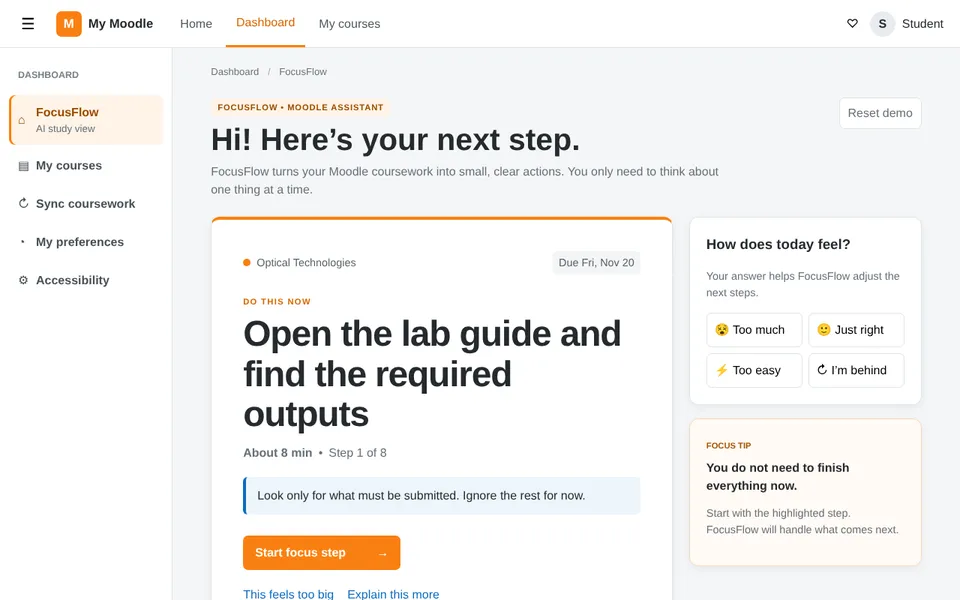 ☰ M My Moodle Home Dashboard My courses ♡ S Student
DASHBOARD
FocusFlow
AI study view
My courses
Sync coursework
My preferences
Accessibility
Dashboard / FocusFlow
FOCUSFLOW • MOODLE ASSISTANT
Reset demo
Hi! Here’s your next step.
FocusFlow turns your Moodle coursework into small, clear actions. You only need to think about
one thing at a time.
Optical Technologies
Due Fri, Nov 20
DO THIS NOW
Open the lab guide and
find the required
outputs
About 8 min • Step 1 of 8
Look only for what must be submitted. Ignore the rest for now.
Start focus step →
This feels too big Explain this more
How does today feel?
Your answer helps FocusFlow adjust the
next steps.
😵 Too much 🙂 Just right
⚡ Too easy ↻ I’m behind
FOCUS TIP
You do not need to finish
everything now.
Start with the highlighted step.
FocusFlow will handle what comes next.